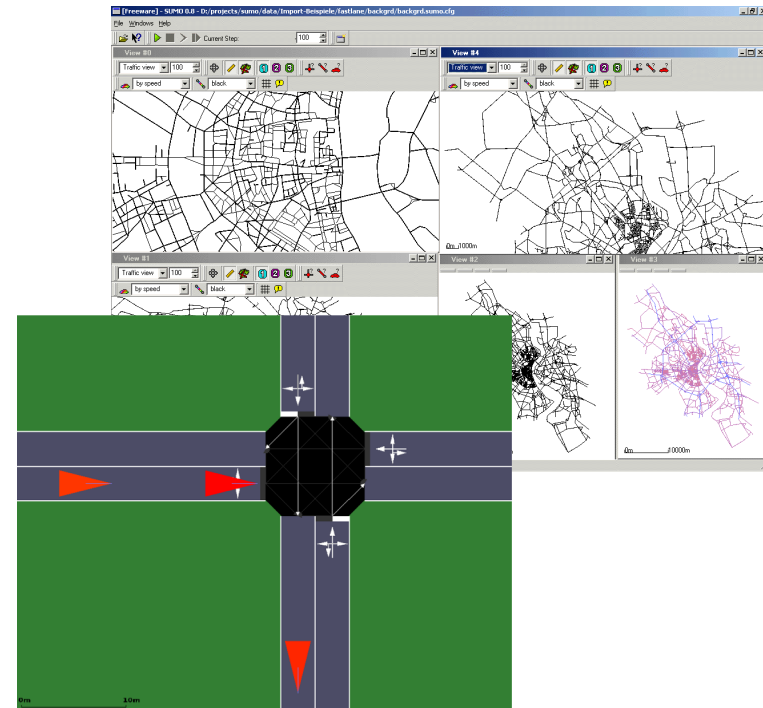 [Freeware] - SUMO 0.8 - D:/projects/sumo/data/Import-Beispiele/fastlane/backgrd/backgrd.sumo.cfg
File Windows Help
Current Step: 100
View #0
Traffic view 100
by speed black
View #4
Traffic view 100
by speed black
0m 1000m
View #1
Traffic view 100
by speed black
View #2
View #3
0m 10000m
0m 10m